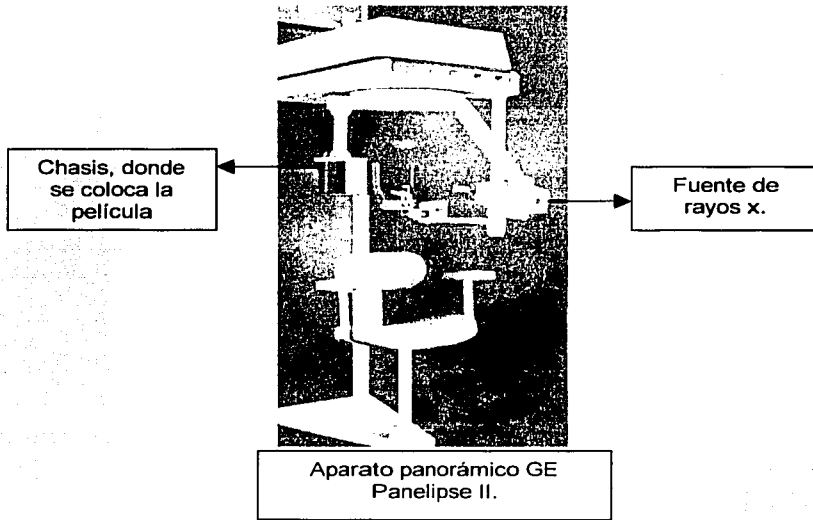 Chasis, donde
se coloca la
película
Fuente de
rayos x.
Aparato panorámico GE
Panelipse II.